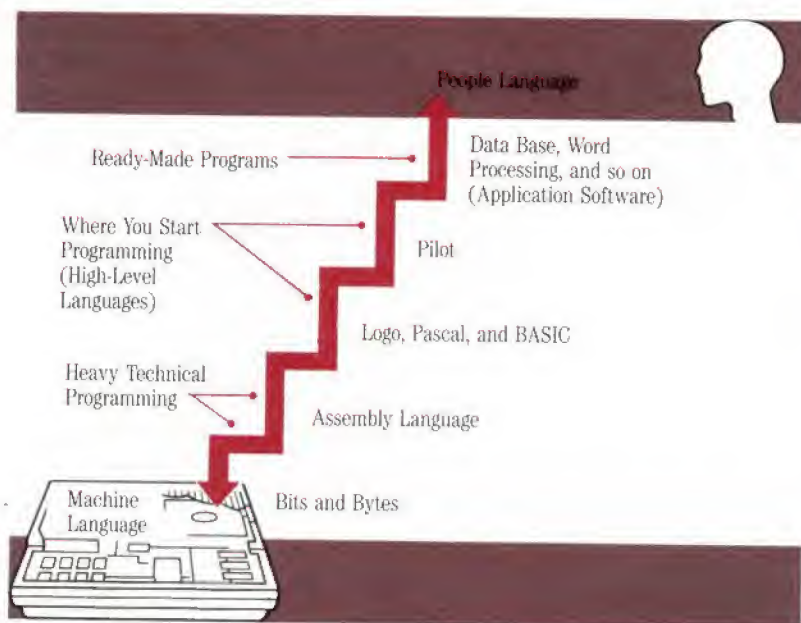 People Language
Ready-Made Programs
Data Base, Word
Processing, and so on
(Application Software)
Where You Start
Programming
(High-Level
Languages)
Pilot
Logo, Pascal, and BASIC
Heavy Technical
Programming
Assembly Language
Machine
Language
Bits and Bytes